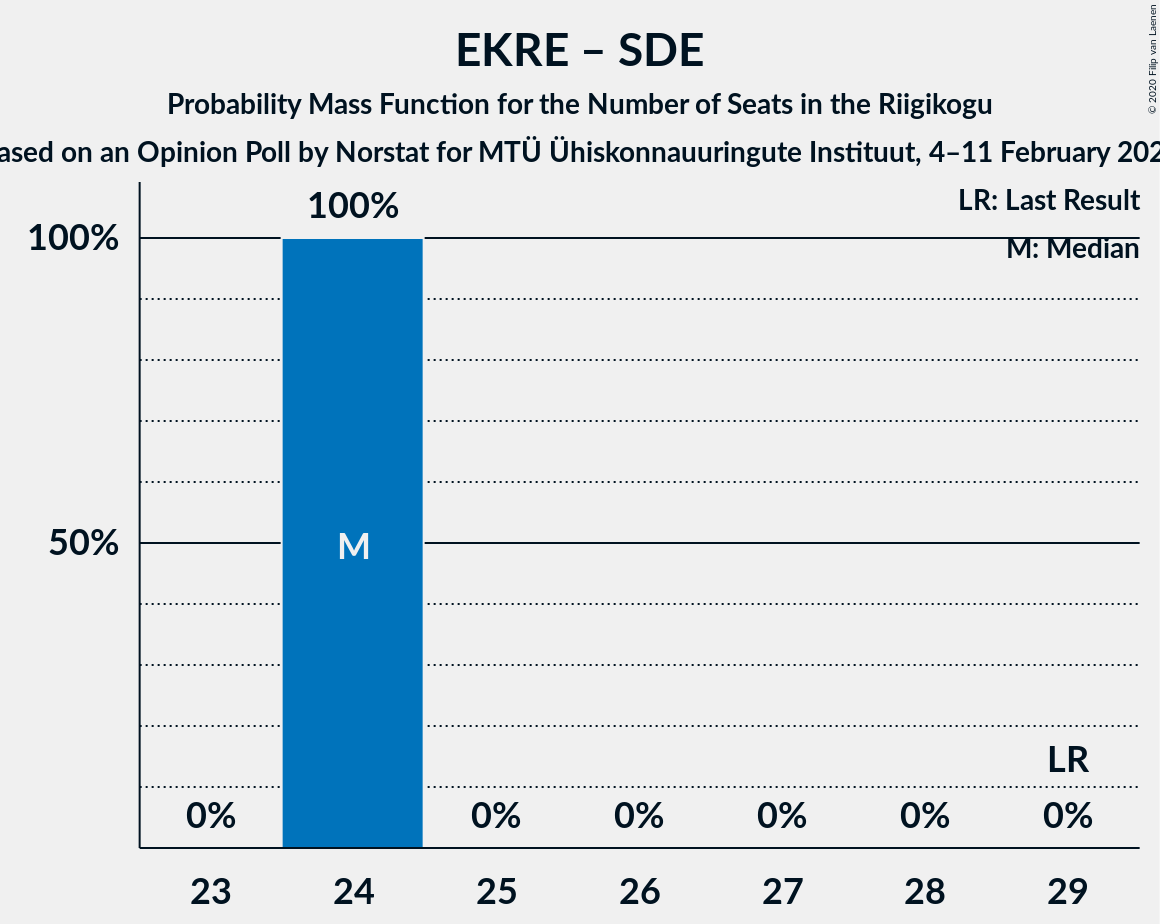 EKRE – SDE
Probability Mass Function for the Number of Seats in the Riigikogu
ased on an Opinion Poll by Norstat for MTÜ Ühiskonnauuringute Instituut, 4–11 February 202
© 2020 Filip van Laenen
LR: Last Result
M: Median
100%
100%
50%
M
LR
0%
0%
0%
0%
0%
0%
23 24 25 26 27 28 29